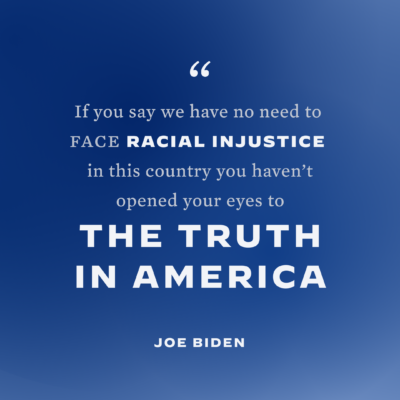 “
If you say we have no need to
FACE RACIAL INJUSTICE
in this country you haven’t
opened your eyes to
THE TRUTH
IN AMERICA
JOE BIDEN